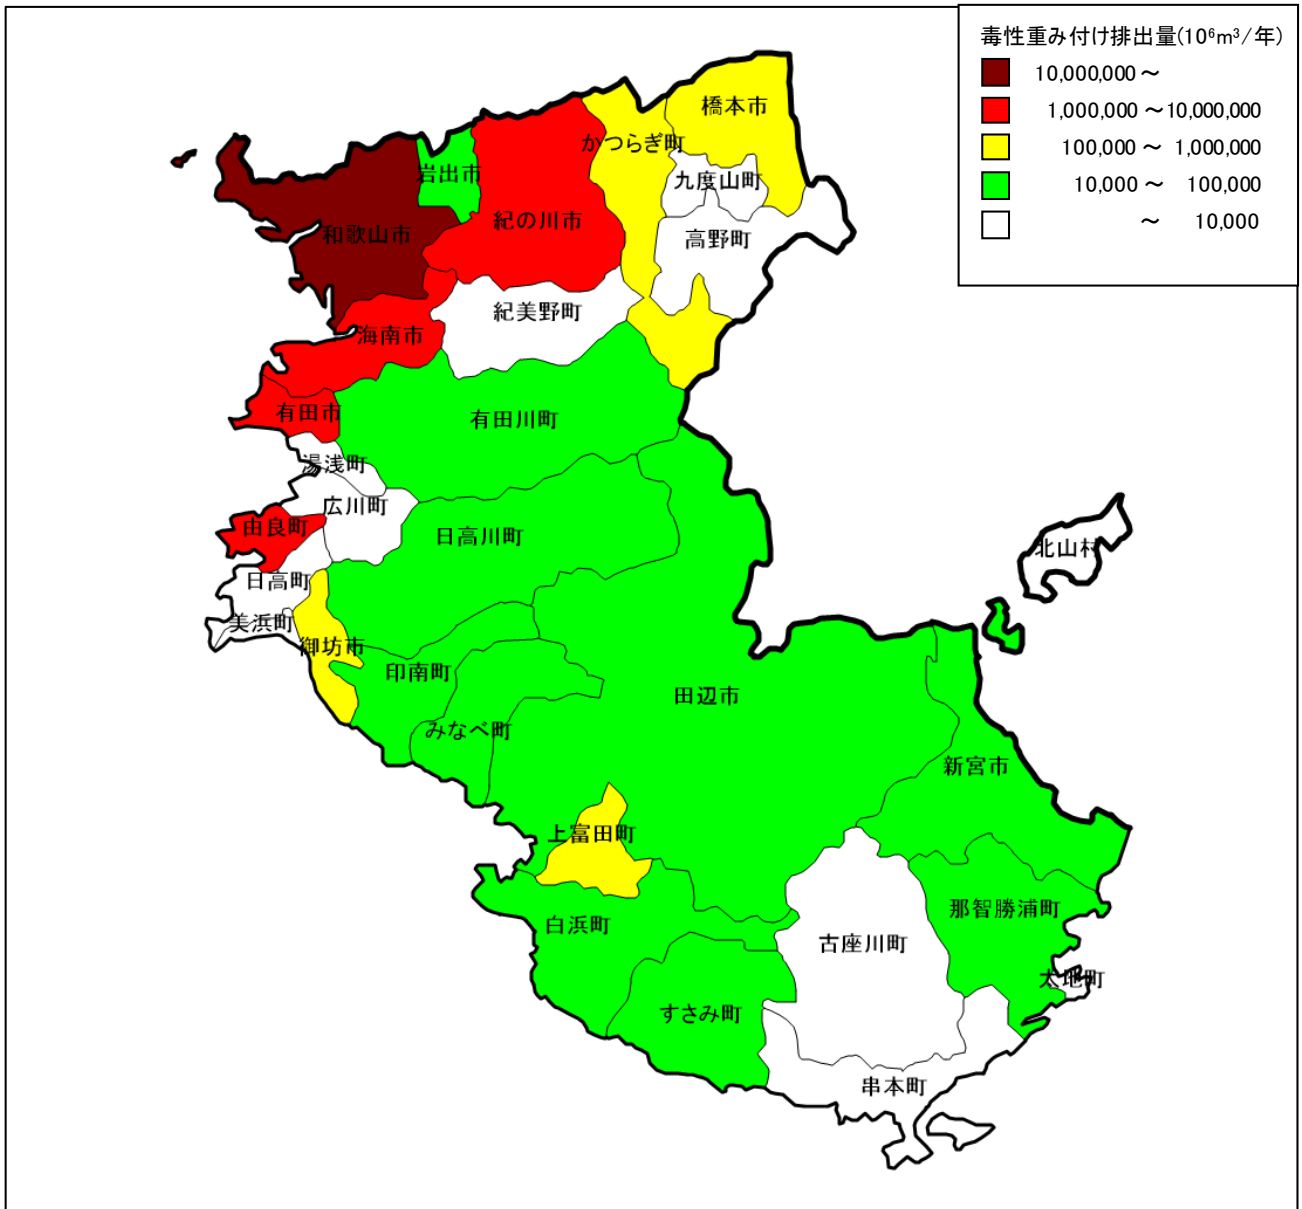 毒性重み付け排出量(10⁶m³/年)
10,000,000～
1,000,000～10,000,000
100,000～ 1,000,000
10,000～ 100,000
～ 10,000
橋本市
かつらぎ町
岩出市
九度山町
紀の川市
和歌山市
高野町
紀美野町
海南市
有田市
有田川町
湯浅町
広川町
由良町
日高川町
北山村
日高町
美浜町
御坊市
印南町
田辺市
みなべ町
新宮市
上富田町
那智勝浦町
白浜町
古座川町
太地町
すさみ町
串本町